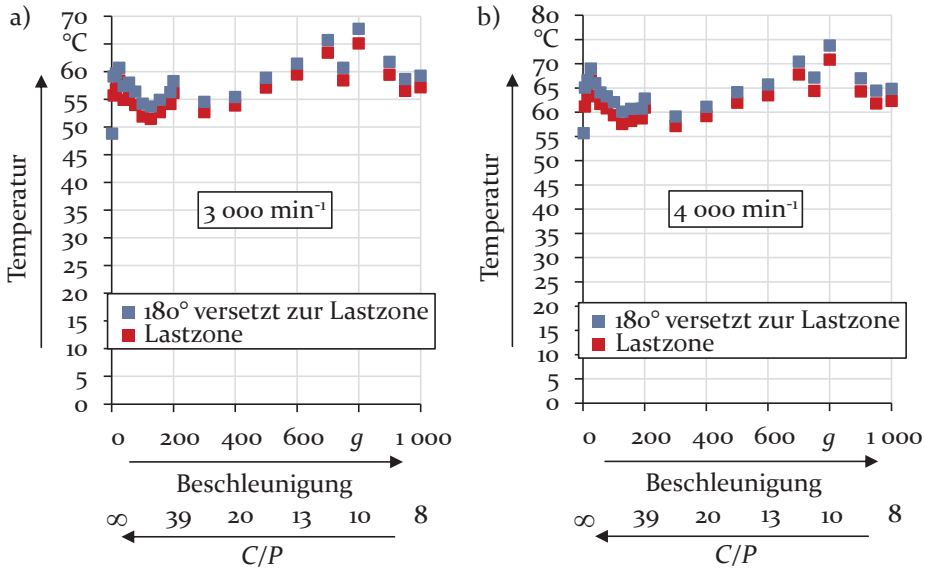 a)
70
°C
60
55
50
45
40
35
30
20
15
10
5
0
Temperatur
3 000 min⁻¹
180° versetzt zur Lastzone
Lastzone
0 200 400 600 g 1 000
Beschleunigung
∞ 39 20 13 10 8
C/P
b)
80
°C
70
65
60
55
50
45
40
35
30
20
15
10
5
0
Temperatur
4 000 min⁻¹
180° versetzt zur Lastzone
Lastzone
0 200 400 600 g 1 000
Beschleunigung
∞ 39 20 13 10 8
C/P